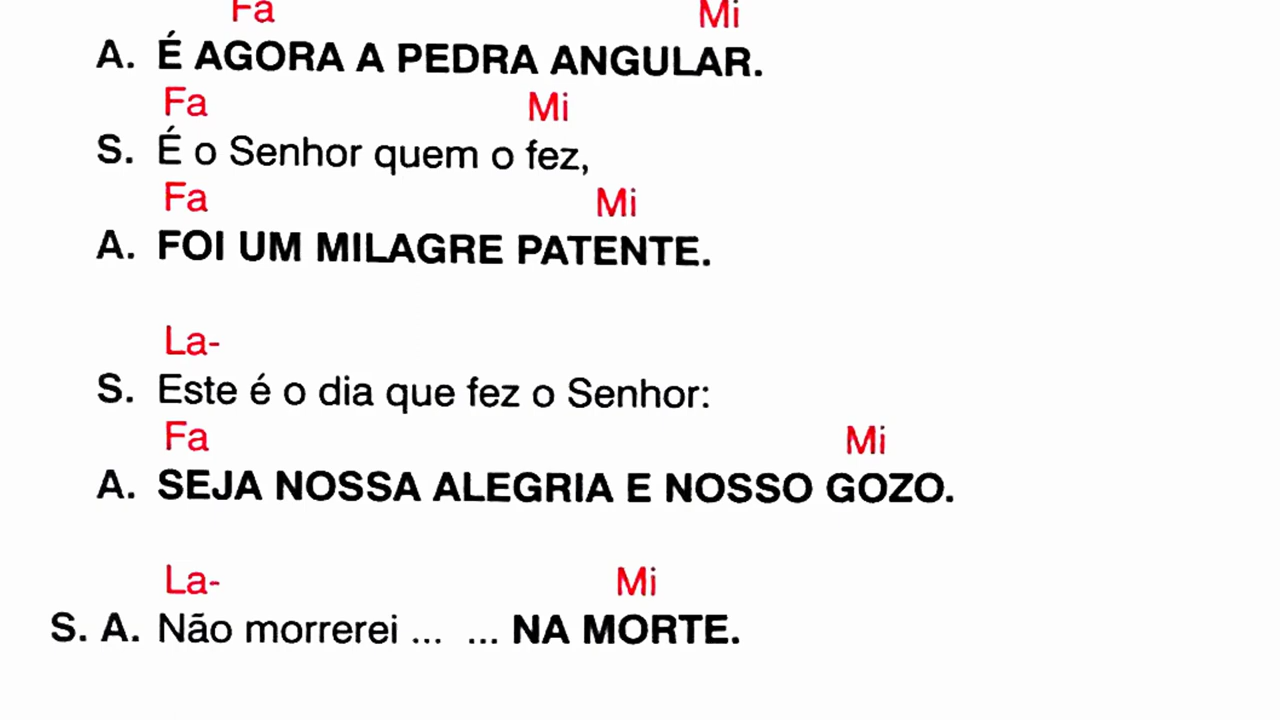 Fa Mi
A. É AGORA A PEDRA ANGULAR.
Fa Mi
S. É o Senhor quem o fez,
Fa Mi
A. FOI UM MILAGRE PATENTE.
La-
S. Este é o dia que fez o Senhor:
Fa Mi
A. SEJA NOSSA ALEGRIA E NOSSO GOZO.
La- Mi
S. A. Não morrerei ... ... NA MORTE.